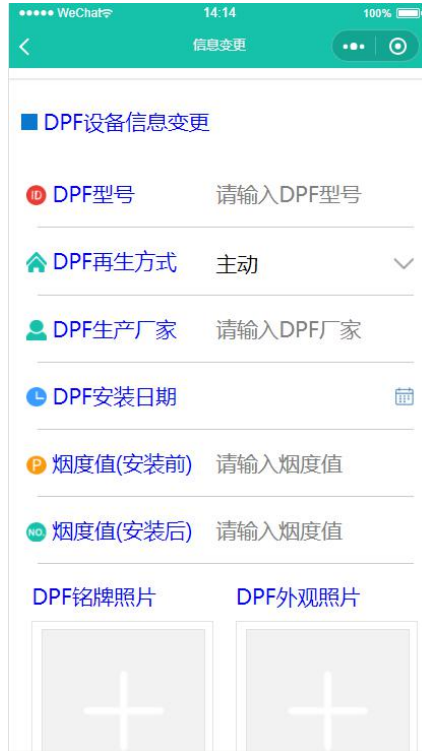 WeChat 14:14 100%
信息变更
DPF设备信息变更
ID DPF型号 请输入DPF型号
DPF再生方式 主动
DPF生产厂家 请输入DPF厂家
DPF安装日期
P 烟度值(安装前) 请输入烟度值
NO. 烟度值(安装后) 请输入烟度值
DPF铭牌照片 DPF外观照片